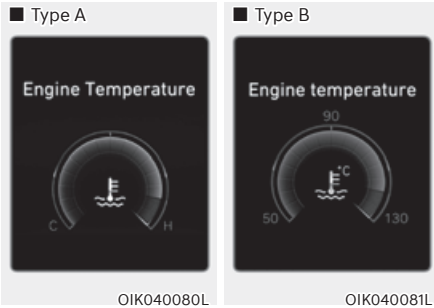 ■ Type A
Engine Temperature
C
H
OIK040080L
■ Type B
Engine temperature
90
°C
50
130
OIK040081L